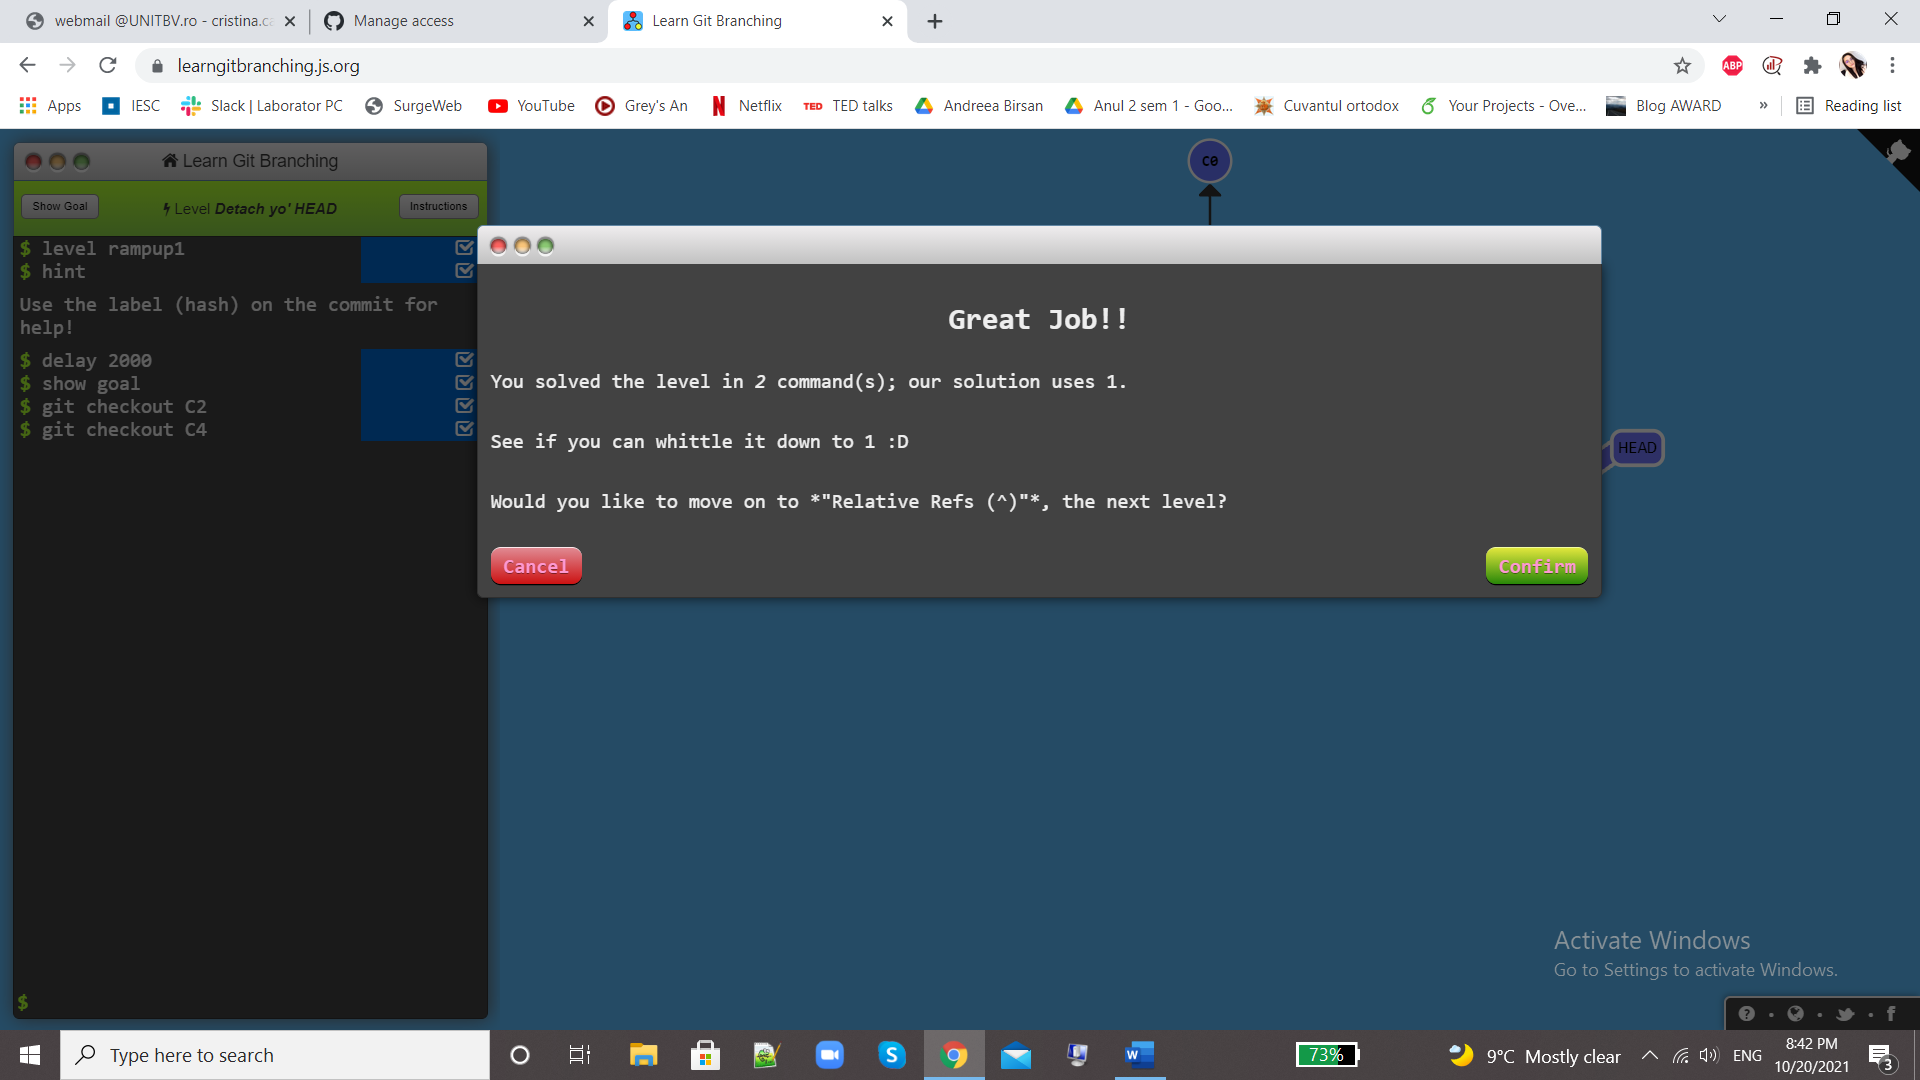 webmail @UNITBV.ro - cristina.ca
Manage access
Learn Git Branching
learngitbranching.js.org
ABP
Apps
IESC
Slack | Laborator PC
SurgeWeb
YouTube
Grey's An
Netflix
TED TED talks
Andreea Birsan
Anul 2 sem 1 - Goo...
Cuvantul ortodox
Your Projects - Ove...
Blog AWARD
»
Reading list
Learn Git Branching
Show Goal
Level Detach yo' HEAD
Instructions
$ level rampup1
$ hint
Use the label (hash) on the commit for
help!
$ delay 2000
$ show goal
$ git checkout C2
$ git checkout C4
$
C0
HEAD
Great Job!!
You solved the level in 2 command(s); our solution uses 1.
See if you can whittle it down to 1 :D
Would you like to move on to *"Relative Refs (^)"*, the next level?
Cancel
Confirm
Activate Windows
Go to Settings to activate Windows.
Type here to search
73%
9°C Mostly clear
ENG
8:42 PM
10/20/2021
3